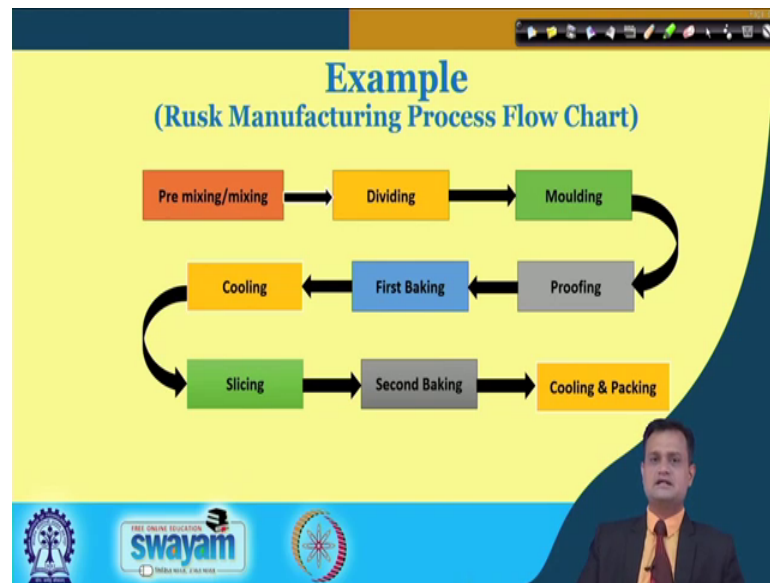 Example
(Rusk Manufacturing Process Flow Chart)
Pre mixing/mixing
Dividing
Moulding
Proofing
First Baking
Cooling
Slicing
Second Baking
Cooling & Packing
FREE ONLINE EDUCATION
swayam